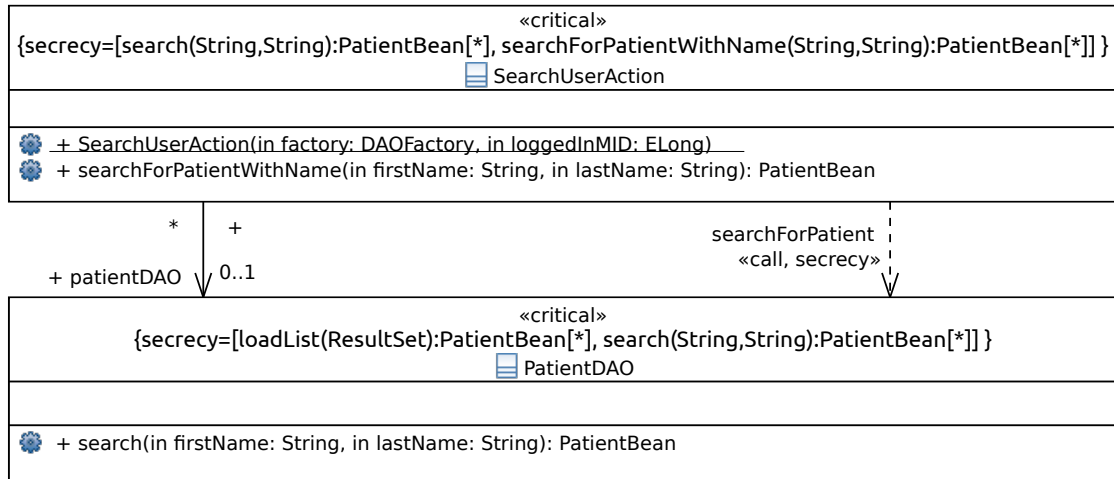 «critical»
{secrecy=[search(String,String):PatientBean[*], searchForPatientWithName(String,String):PatientBean[*]] }
SearchUserAction
+ SearchUserAction(in factory: DAOFactory, in loggedInMID: ELong)
+ searchForPatientWithName(in firstName: String, in lastName: String): PatientBean
* +
searchForPatient
«call, secrecy»
+ patientDAO 0..1
«critical»
{secrecy=[loadList(ResultSet):PatientBean[*], search(String,String):PatientBean[*]] }
PatientDAO
+ search(in firstName: String, in lastName: String): PatientBean